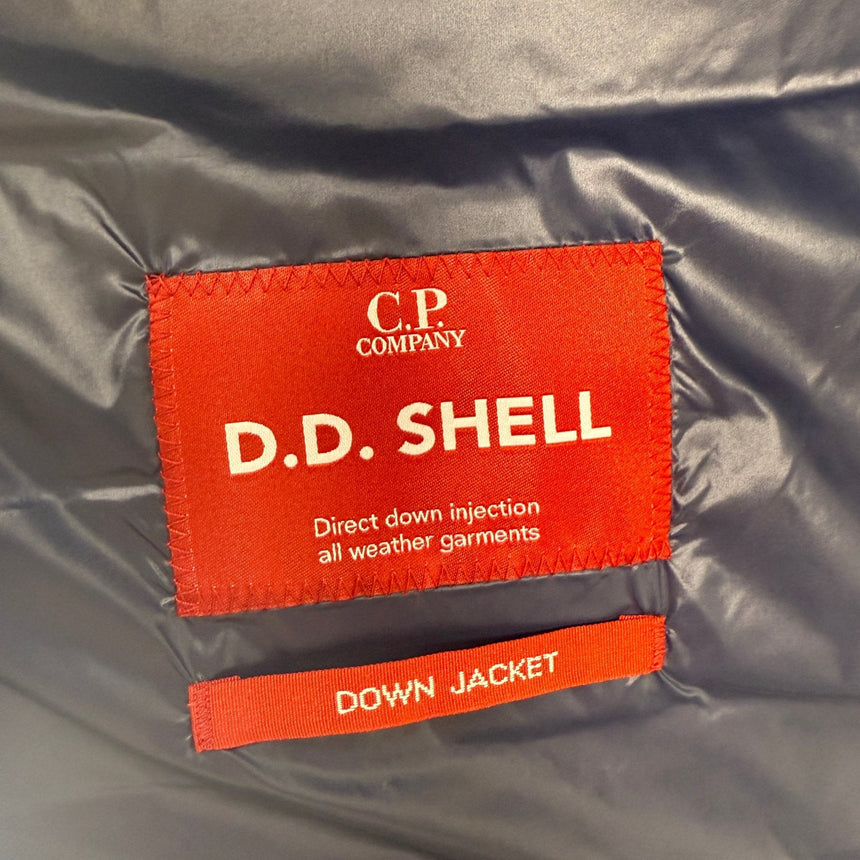 C.P.
COMPANY
D.D. SHELL
Direct down injection
all weather garments
DOWN JACKET